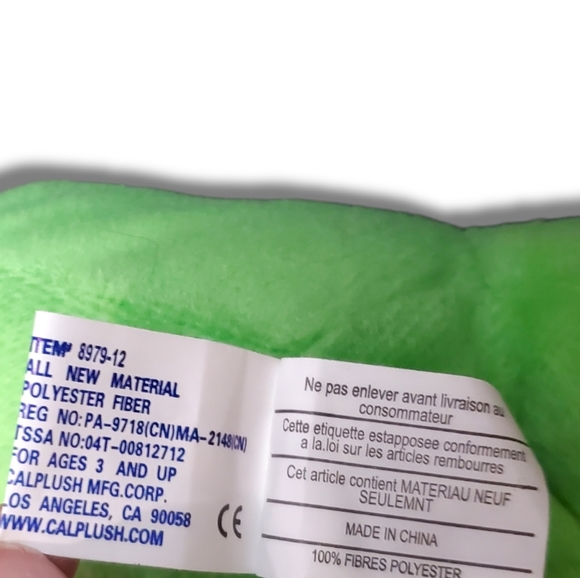 ITEM# 8979-12
ALL NEW MATERIAL
POLYESTER FIBER
REG NO:PA-9718(CN)MA-2148(CN)
TSSA NO:04T-00812712
FOR AGES 3 AND UP
CALPLUSH MFG.CORP.
LOS ANGELES, CA 90058
WWW.CALPLUSH.COM
CE
Ne pas enlever avant livraison au
consommateur
Cette etiquette estapposee conformement
a la.loi sur les articles rembourres
Cet article contient MATERIAU NEUF
SEULEMNT
MADE IN CHINA
100% FIBRES POLYESTER